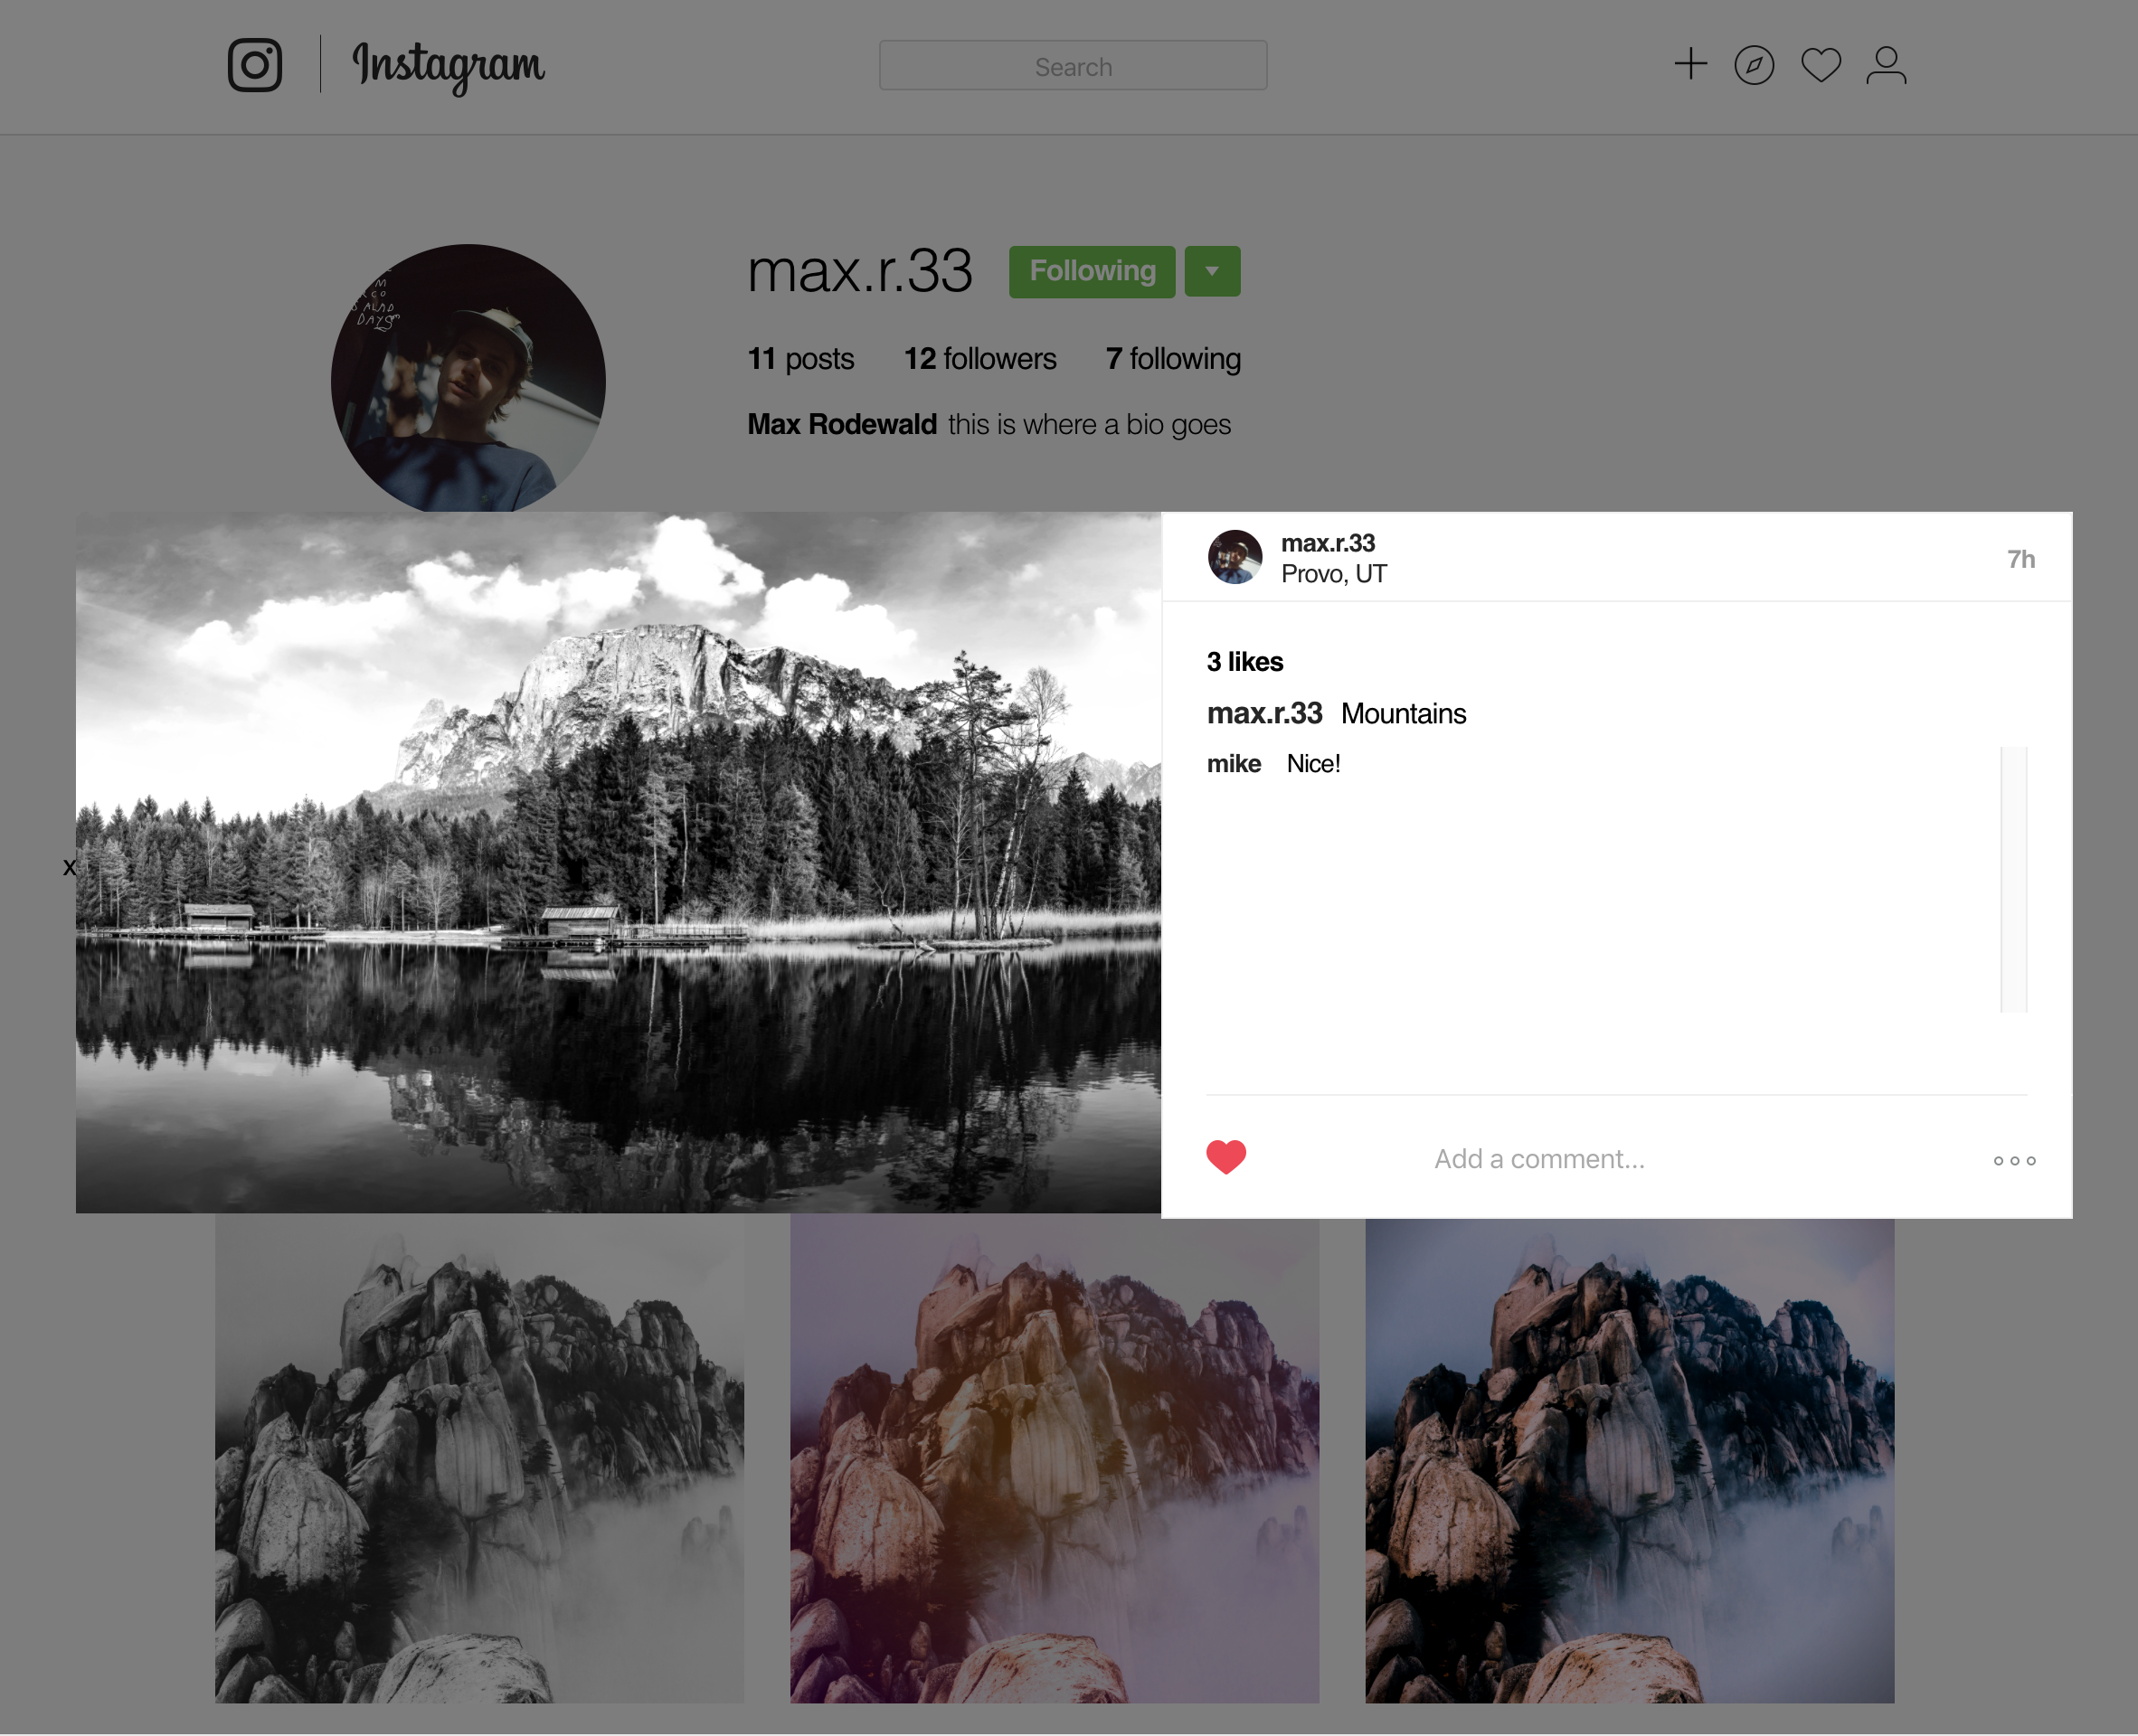 Instagram
Search
max.r.33 Following
11 posts 12 followers 7 following
Max Rodewald this is where a bio goes
DAYS
max.r.33
Provo, UT
7h
3 likes
max.r.33 Mountains
mike Nice!
x
Add a comment...